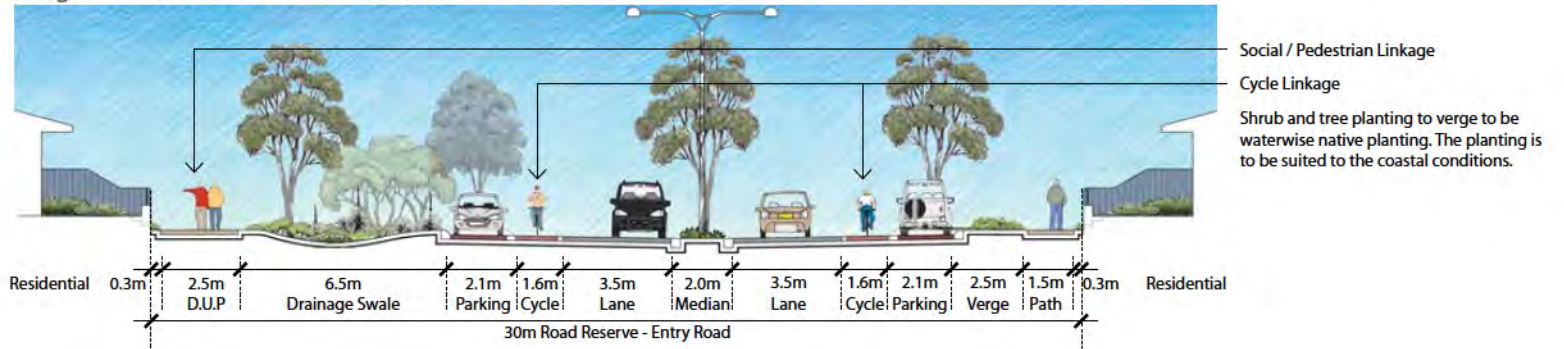 Social / Pedestrian Linkage
Cycle Linkage
Shrub and tree planting to verge to be
waterwise native planting. The planting is
to be suited to the coastal conditions.
Residential 0.3m 2.5m 6.5m 2.1m 1.6m 3.5m 2.0m 3.5m 1.6m 2.1m 2.5m 1.5m 0.3m Residential
D.U.P Drainage Swale Parking Cycle Lane Median Lane Cycle Parking Verge Path
30m Road Reserve - Entry Road